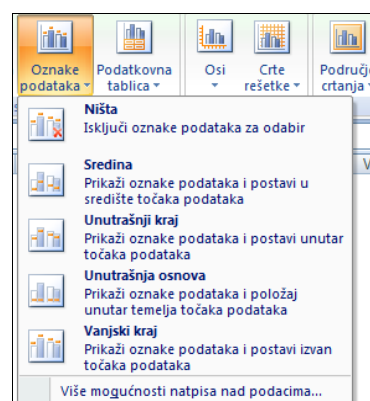 Oznake podataka
Podatkovna tablica
Osi
Crte rešetke
Područje crtanja
Ništa
Isključi oznake podataka za odabir
Sredina
Prikaži oznake podataka i postavi u
središte točaka podataka
Unutrašnji kraj
Prikaži oznake podataka i postavi unutar
točaka podataka
Unutrašnja osnova
Prikaži oznake podataka i položaj
unutar temelja točaka podataka
Vanjski kraj
Prikaži oznake podataka i postavi izvan
točaka podataka
Više mogućnosti natpisa nad podacima...